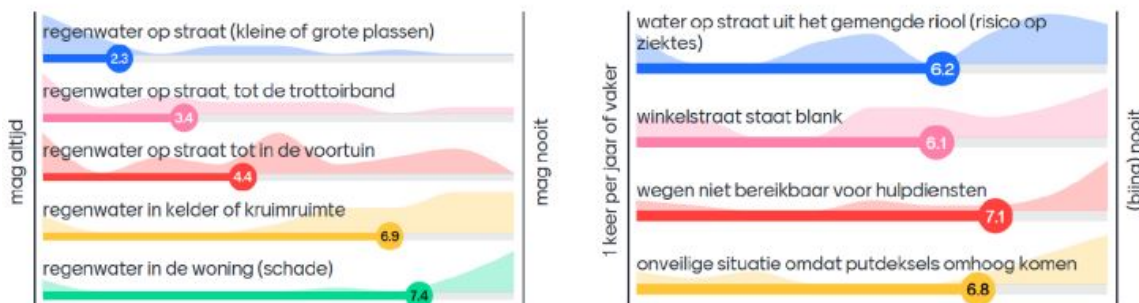 mag altijd
regenwater op straat (kleine of grote plassen)
2.3
regenwater op straat, tot de trottoirband
3.4
regenwater op straat tot in de voortuin
4.4
regenwater in kelder of kruimruimte
6.9
regenwater in de woning (schade)
7.4
mag nooit
1 keer per jaar of vaker
water op straat uit het gemengde riool (risico op
ziektes)
6.2
winkelstraat staat blank
6.1
wegen niet bereikbaar voor hulpdiensten
7.1
onveilige situatie omdat putdeksels omhoog komen
6.8
(bijna) nooit